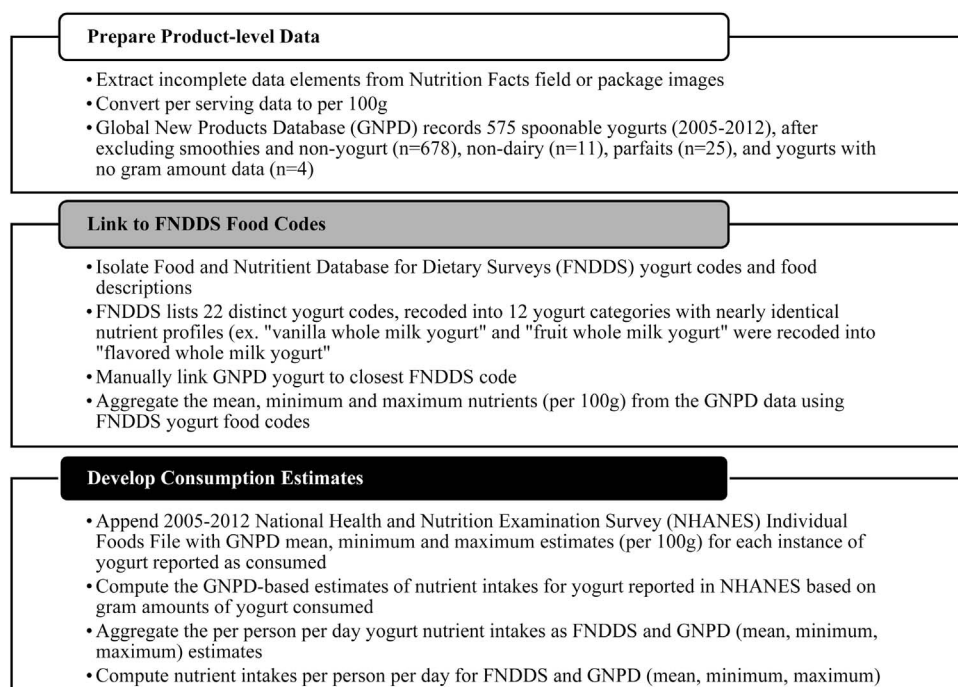 Prepare Product-level Data
• Extract incomplete data elements from Nutrition Facts field or package images
• Convert per serving data to per 100g
• Global New Products Database (GNPD) records 575 spoonable yogurts (2005-2012), after
excluding smoothies and non-yogurt (n=678), non-dairy (n=11), parfaits (n=25), and yogurts with
no gram amount data (n=4)
Link to FNDDS Food Codes
• Isolate Food and Nutritient Database for Dietary Surveys (FNDDS) yogurt codes and food
descriptions
• FNDDS lists 22 distinct yogurt codes, recoded into 12 yogurt categories with nearly identical
nutrient profiles (ex. "vanilla whole milk yogurt" and "fruit whole milk yogurt" were recoded into
"flavored whole milk yogurt"
• Manually link GNPD yogurt to closest FNDDS code
• Aggregate the mean, minimum and maximum nutrients (per 100g) from the GNPD data using
FNDDS yogurt food codes
Develop Consumption Estimates
• Append 2005-2012 National Health and Nutrition Examination Survey (NHANES) Individual
Foods File with GNPD mean, minimum and maximum estimates (per 100g) for each instance of
yogurt reported as consumed
• Compute the GNPD-based estimates of nutrient intakes for yogurt reported in NHANES based on
gram amounts of yogurt consumed
• Aggregate the per person per day yogurt nutrient intakes as FNDDS and GNPD (mean, minimum,
maximum) estimates
• Compute nutrient intakes per person per day for FNDDS and GNPD (mean, minimum, maximum)